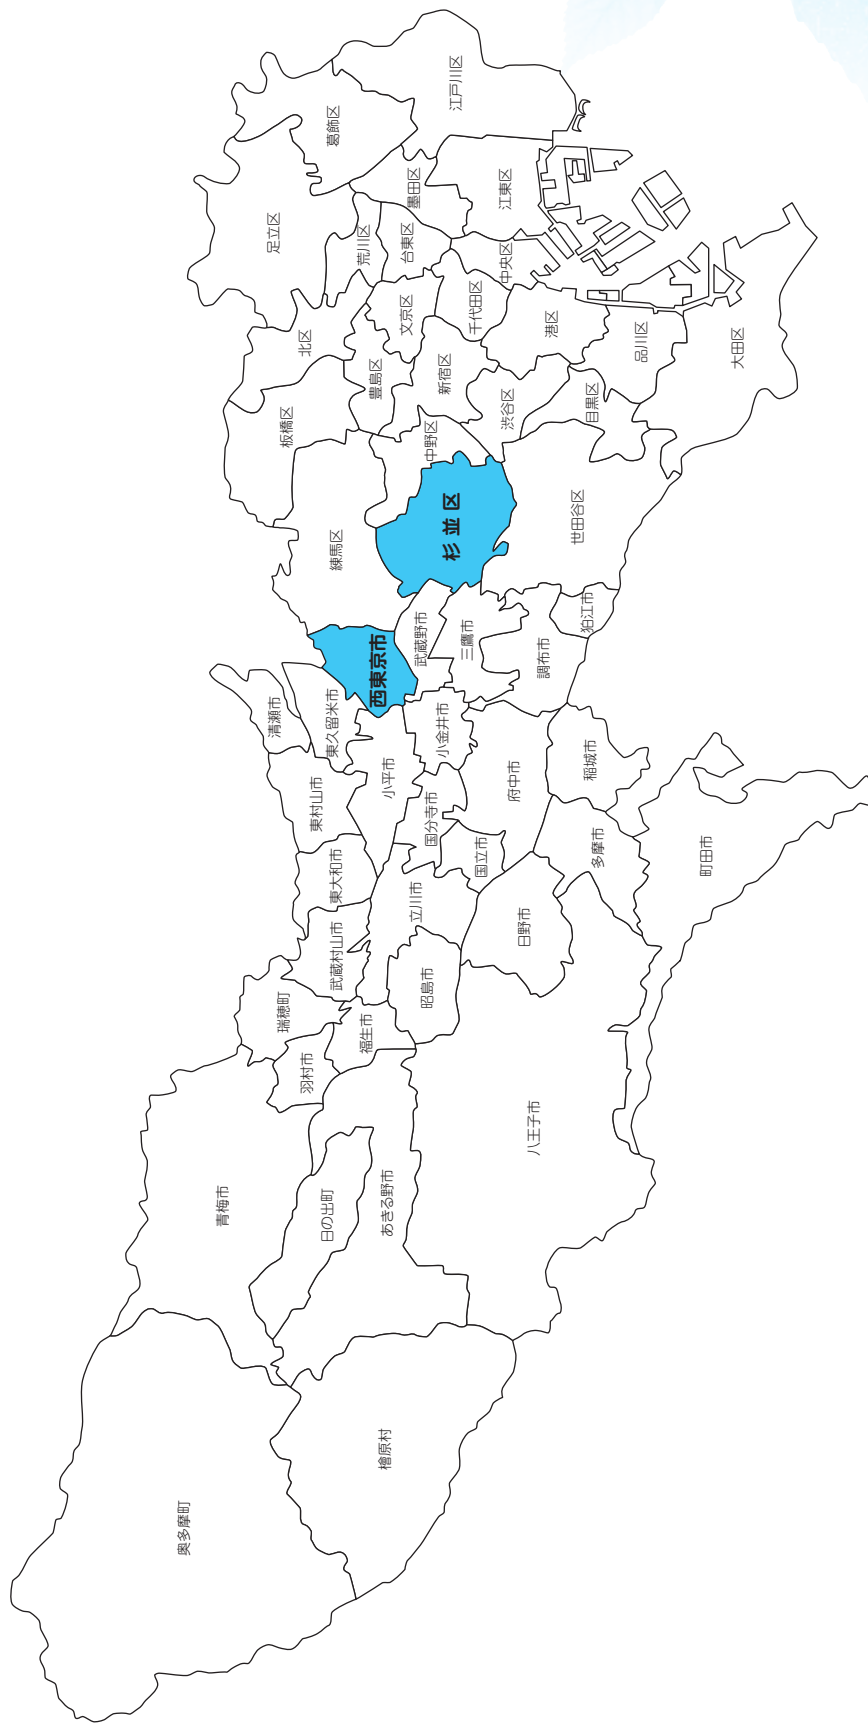 奥多摩町
檜原村
青梅市
日の出町
あきる野市
八王子市
羽村市
瑞穂町
福生市
昭島市
武蔵村山市
立川市
日野市
東大和市
東村山市
国分寺市
国立市
府中市
多摩市
町田市
稲城市
小平市
清瀬市
東久留米市
小金井市
西東京市
武蔵野市
三鷹市
調布市
狛江市
練馬区
杉並区
世田谷区
板橋区
中野区
北区
豊島区
新宿区
渋谷区
目黒区
文京区
千代田区
港区
品川区
大田区
足立区
荒川区
台東区
中央区
葛飾区
墨田区
江東区
江戸川区